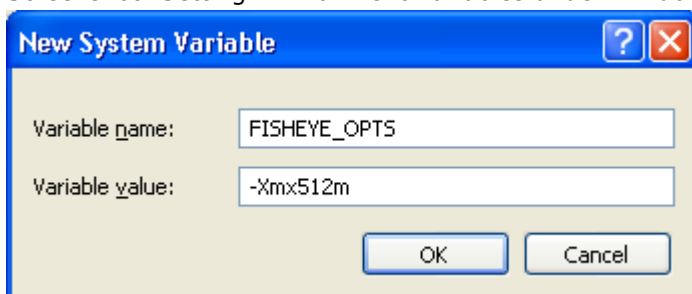 New System Variable
Variable name: FISHEYE_OPTS
Variable value: -Xmx512m
OK Cancel